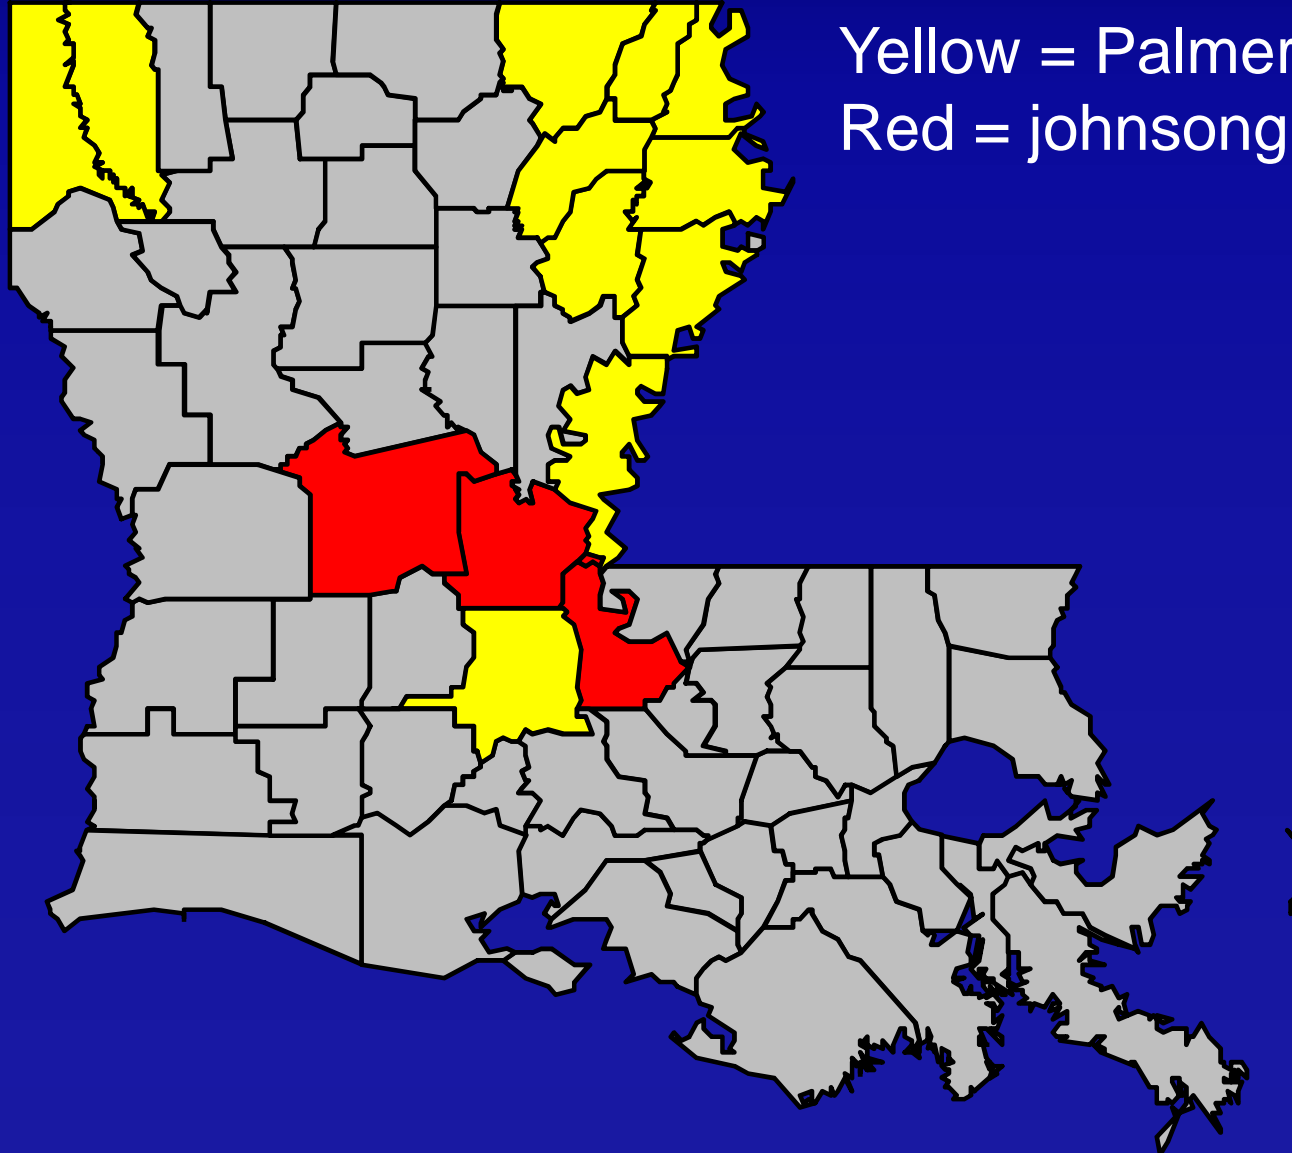 Yellow = Palmer
Red = johnsong